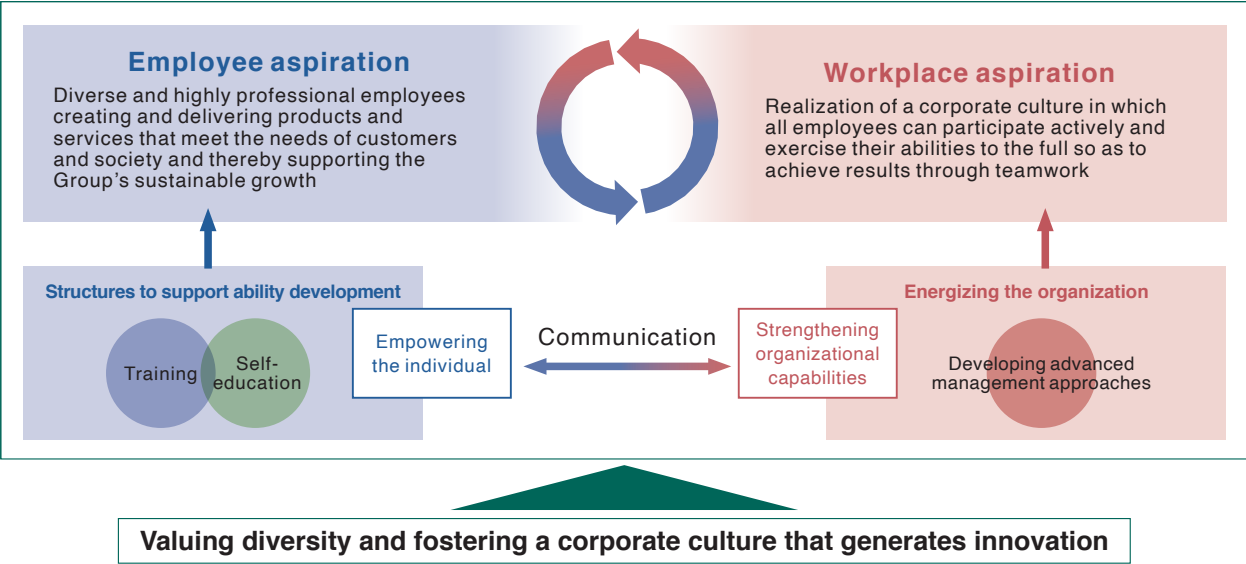 Employee aspiration
Diverse and highly professional employees
creating and delivering products and
services that meet the needs of customers
and society and thereby supporting the
Group's sustainable growth
Workplace aspiration
Realization of a corporate culture in which
all employees can participate actively and
exercise their abilities to the full so as to
achieve results through teamwork
Structures to support ability development
Training
Self-
education
Empowering
the individual
Communication
Strengthening
organizational
capabilities
Energizing the organization
Developing advanced
management approaches
Valuing diversity and fostering a corporate culture that generates innovation